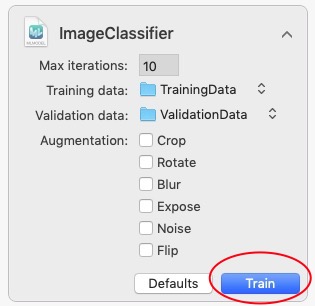 ImageClassifier
Max iterations: 10
Training data: TrainingData
Validation data: ValidationData
Augmentation: Crop
Rotate
Blur
Expose
Noise
Flip
Defaults Train